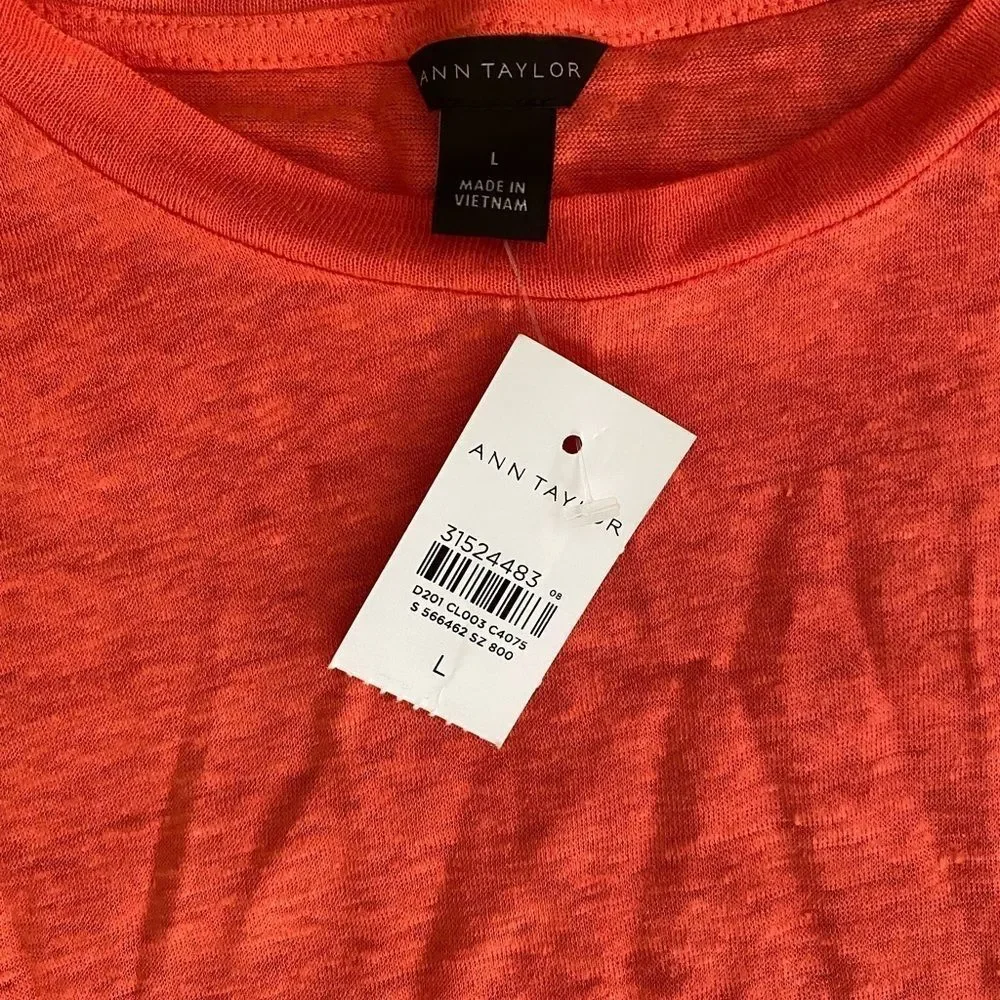 ANN TAYLOR
L
MADE IN
VIETNAM
ANN TAYLOR
31524483
08
D201 CL003 C4075
S 566462 SZ 800
L